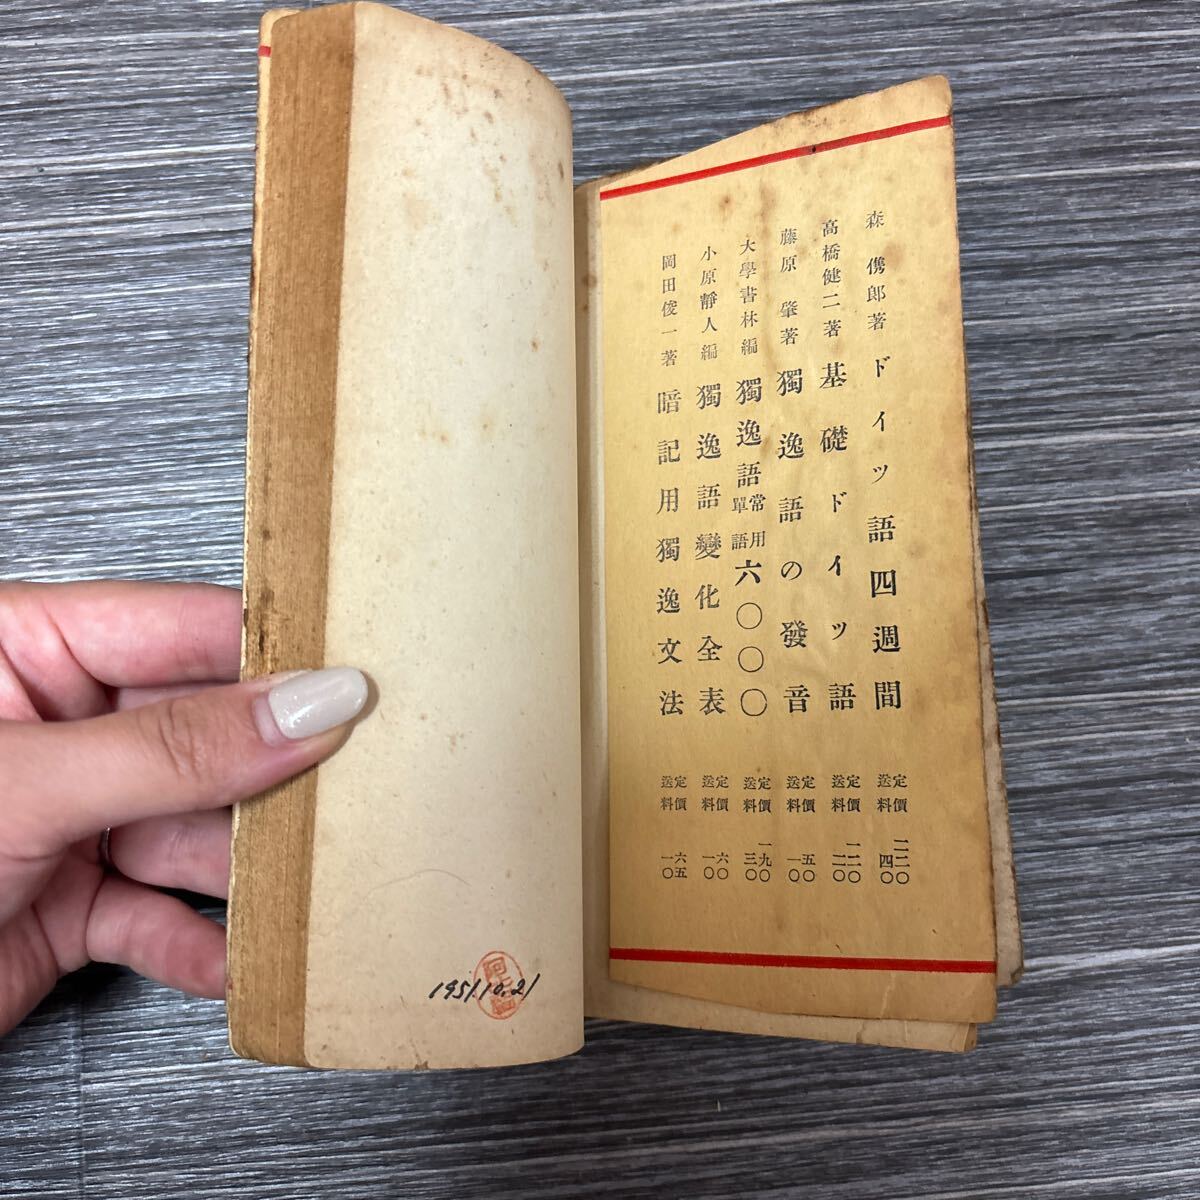 森 儁郎著 ドイツ語四週間 定價 二二〇 送料 四〇
高橋健二著 基礎ドイツ語 定價 一二〇 送料 二〇
藤原 肇著 獨逸語の發音 定價 五〇 送料 一〇
大學書林編 獨逸語常用單語六〇〇〇 定價 一九〇 送料 三〇
小原靜人編 獨逸語變化全表 定價 六〇 送料 一〇
岡田俊一著 暗記用獨逸文法 定價 六五 送料 一〇
1951.10.21